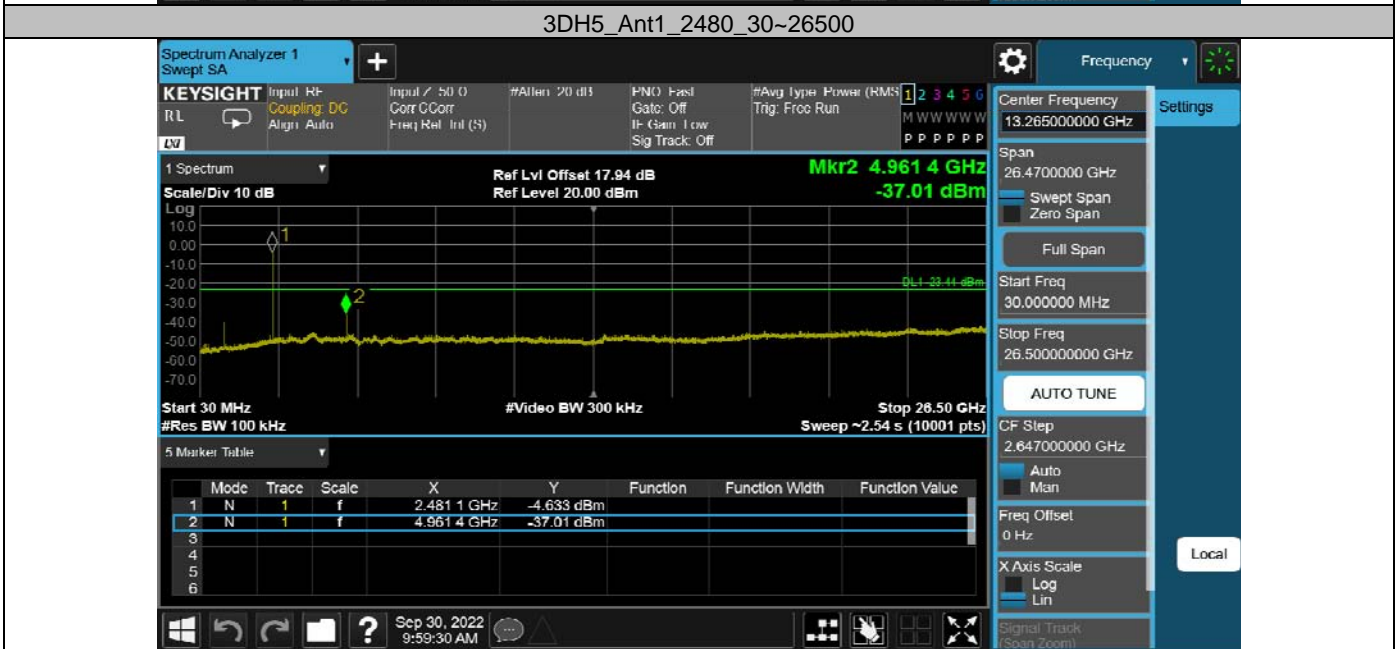 3DH5_Ant1_2480_30~26500
Spectrum Analyzer 1
Swept SA
Frequency
KEYSIGHT
RL
LXI
Input: RF
Coupling: DC
Align: Auto
Input Z: 50 Ω
Corr CCorr
Freq Ref: Int (S)
#Atten: 20 dB
PNO: Fast
Gate: Off
IF Gain: Low
Sig Track: Off
#Avg Type: Power (RMS
Trig: Free Run
1 2 3 4 5 6
M W W W W W
P P P P P P
Center Frequency
13.265000000 GHz
Settings
Span
26.4700000 GHz
Swept Span
Zero Span
Full Span
Start Freq
30.000000 MHz
Stop Freq
26.500000000 GHz
AUTO TUNE
CF Step
2.647000000 GHz
Auto
Man
Freq Offset
0 Hz
X Axis Scale
Log
Lin
Signal Track
(Span Zoom)
Local
1 Spectrum
Scale/Div 10 dB
Log
Ref Lvl Offset 17.94 dB
Ref Level 20.00 dBm
Mkr2 4.961 4 GHz
-37.01 dBm
10.0
0.00
-10.0
-20.0
-30.0
-40.0
-50.0
-60.0
-70.0
1
2
DL1 -23.44 dBm
Start 30 MHz
#Res BW 100 kHz
#Video BW 300 kHz
Stop 26.50 GHz
Sweep ~2.54 s (10001 pts)
5 Marker Table
Mode Trace Scale X Y Function Function Width Function Value
1 N 1 f 2.481 1 GHz -4.633 dBm
2 N 1 f 4.961 4 GHz -37.01 dBm
3
4
5
6
Sep 30, 2022
9:59:30 AM